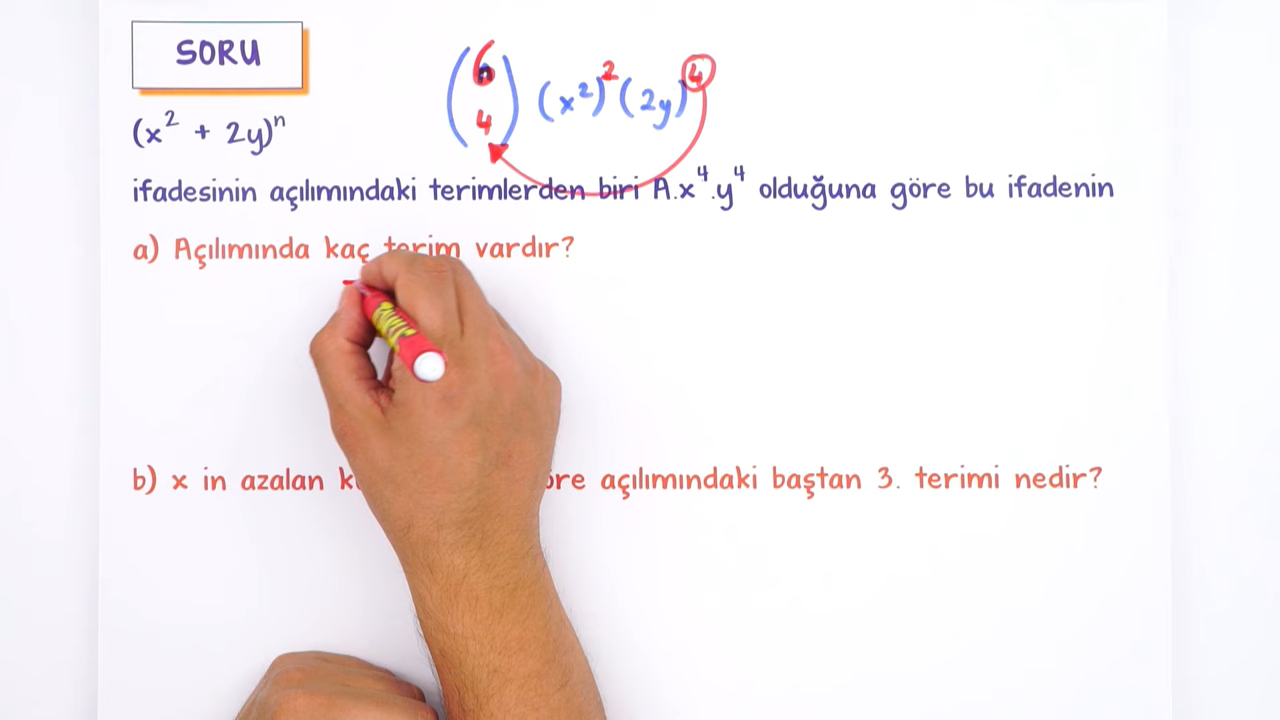 SORU
(6 4) (x²)² (2y)⁴
(x² + 2y)ⁿ
ifadesinin açılımındaki terimlerden biri A.x⁴.y⁴ olduğuna göre bu ifadenin
a) Açılımında kaç terim vardır?
b) x in azalan öre açılımındaki baştan 3. terimi nedir?